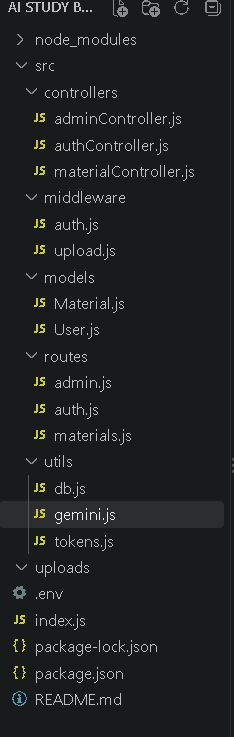 AI STUDY B...
node_modules
src
controllers
JS adminController.js
JS authController.js
JS materialController.js
middleware
JS auth.js
JS upload.js
models
JS Material.js
JS User.js
routes
JS admin.js
JS auth.js
JS materials.js
utils
JS db.js
JS gemini.js
JS tokens.js
uploads
.env
JS index.js
{} package-lock.json
{} package.json
README.md